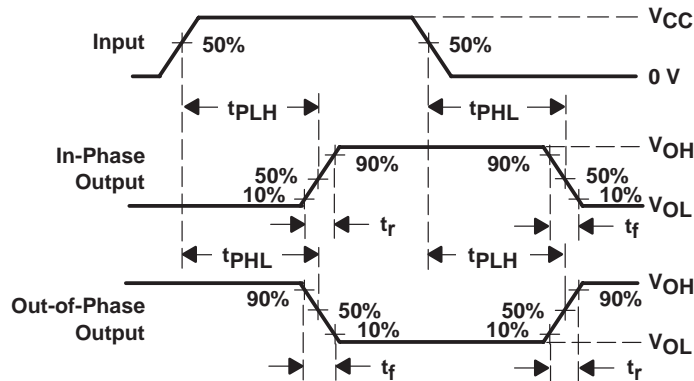 VCC
Input
50%
50%
0 V
tPLH
tPHL
VOH
In-Phase
Output
90%
90%
50%
50%
10%
10%
VOL
tr
tf
tPHL
tPLH
VOH
Out-of-Phase
Output
90%
90%
50%
50%
10%
10%
VOL
tf
tr